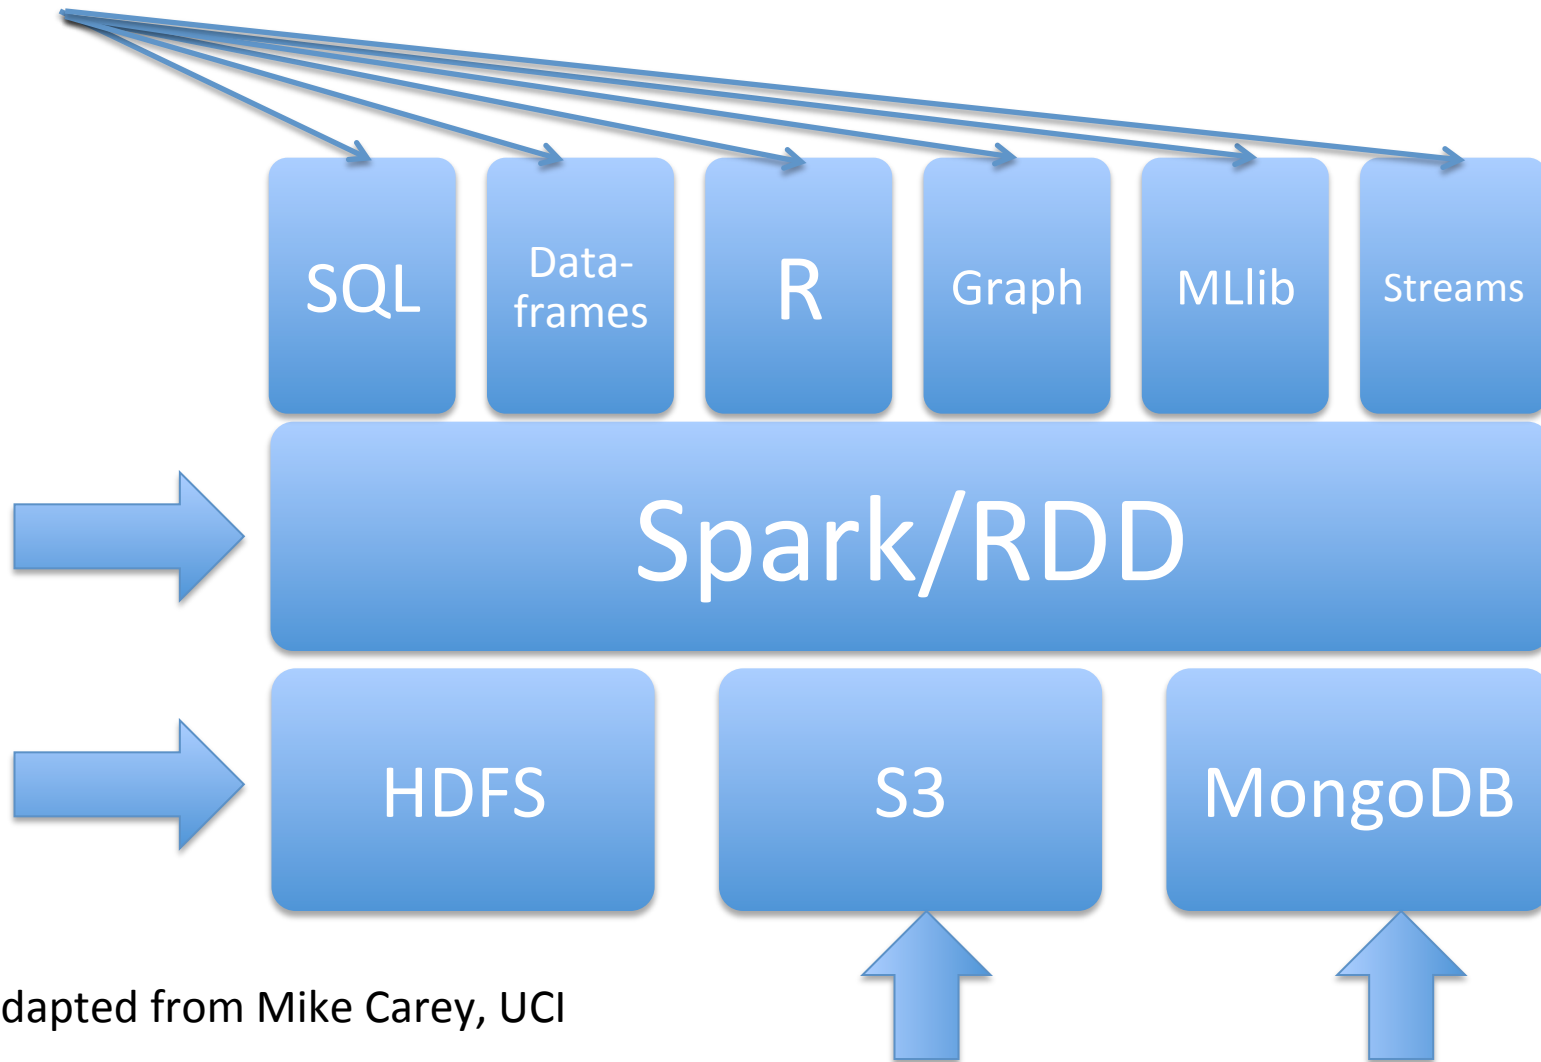 SQL
Data-
frames
R
Graph
MLlib
Streams
Spark/RDD
HDFS
S3
MongoDB
dapted from Mike Carey, UCI